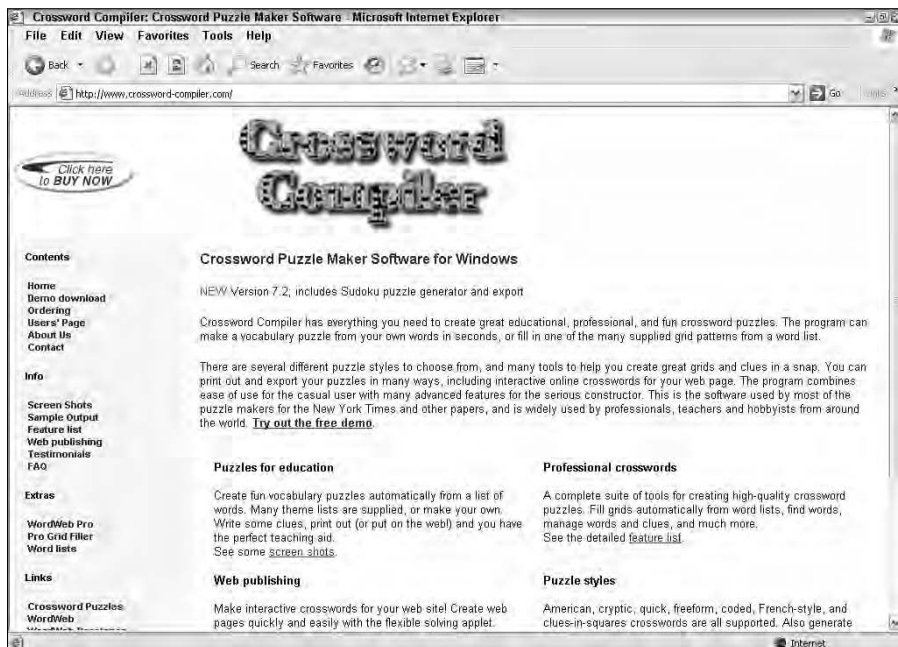 Crossword Compiler: Crossword Puzzle Maker Software - Microsoft Internet Explorer
File Edit View Favorites Tools Help
Back Search Favorites
Address http://www.crossword-compiler.com/ Go Links
Click here
to BUY NOW
Crossword
Compiler
Contents
Home
Demo download
Ordering
Users' Page
About Us
Contact
Info
Screen Shots
Sample Output
Feature list
Web publishing
Testimonials
FAQ
Extras
WordWeb Pro
Pro Grid Filler
Word lists
Links
Crossword Puzzles
WordWeb
Crossword Puzzle Maker Software for Windows
NEW Version 7.2; includes Sudoku puzzle generator and export
Crossword Compiler has everything you need to create great educational, professional, and fun crossword puzzles. The program can
make a vocabulary puzzle from your own words in seconds, or fill in one of the many supplied grid patterns from a word list.
There are several different puzzle styles to choose from, and many tools to help you create great grids and clues in a snap. You can
print out and export your puzzles in many ways, including interactive online crosswords for your web page. The program combines
ease of use for the casual user with many advanced features for the serious constructor. This is the software used by most of the
puzzle makers for the New York Times and other papers, and is widely used by professionals, teachers and hobbyists from around
the world. Try out the free demo.
Puzzles for education
Create fun vocabulary puzzles automatically from a list of
words. Many theme lists are supplied, or make your own.
Write some clues, print out (or put on the web!) and you have
the perfect teaching aid.
See some screen shots.
Professional crosswords
A complete suite of tools for creating high-quality crossword
puzzles. Fill grids automatically from word lists, find words,
manage words and clues, and much more.
See the detailed feature list.
Web publishing
Make interactive crosswords for your web site! Create web
pages quickly and easily with the flexible solving applet.
Puzzle styles
American, cryptic, quick, freeform, coded, French-style, and
clues-in-squares crosswords are all supported. Also generate
Internet